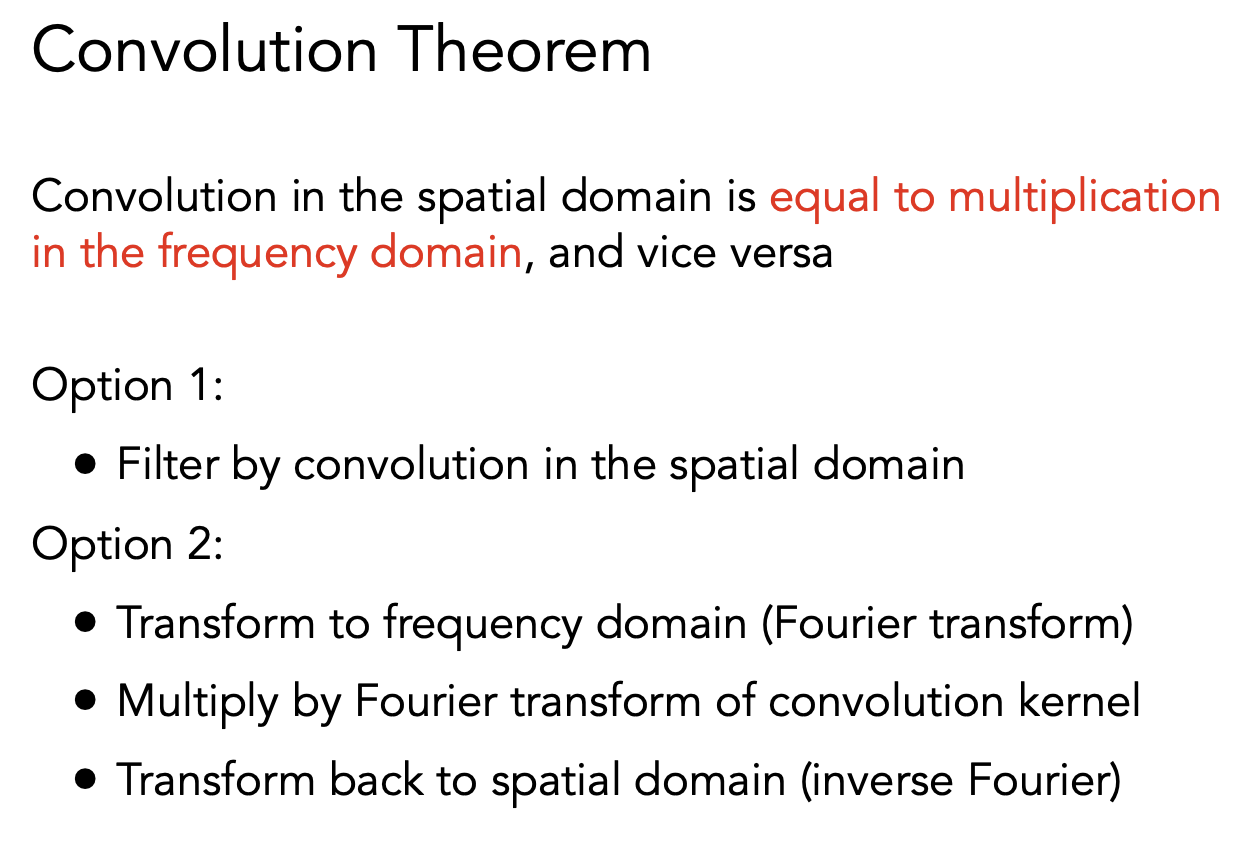 Convolution Theorem
Convolution in the spatial domain is equal to multiplication
in the frequency domain, and vice versa
Option 1:
• Filter by convolution in the spatial domain
Option 2:
• Transform to frequency domain (Fourier transform)
• Multiply by Fourier transform of convolution kernel
• Transform back to spatial domain (inverse Fourier)